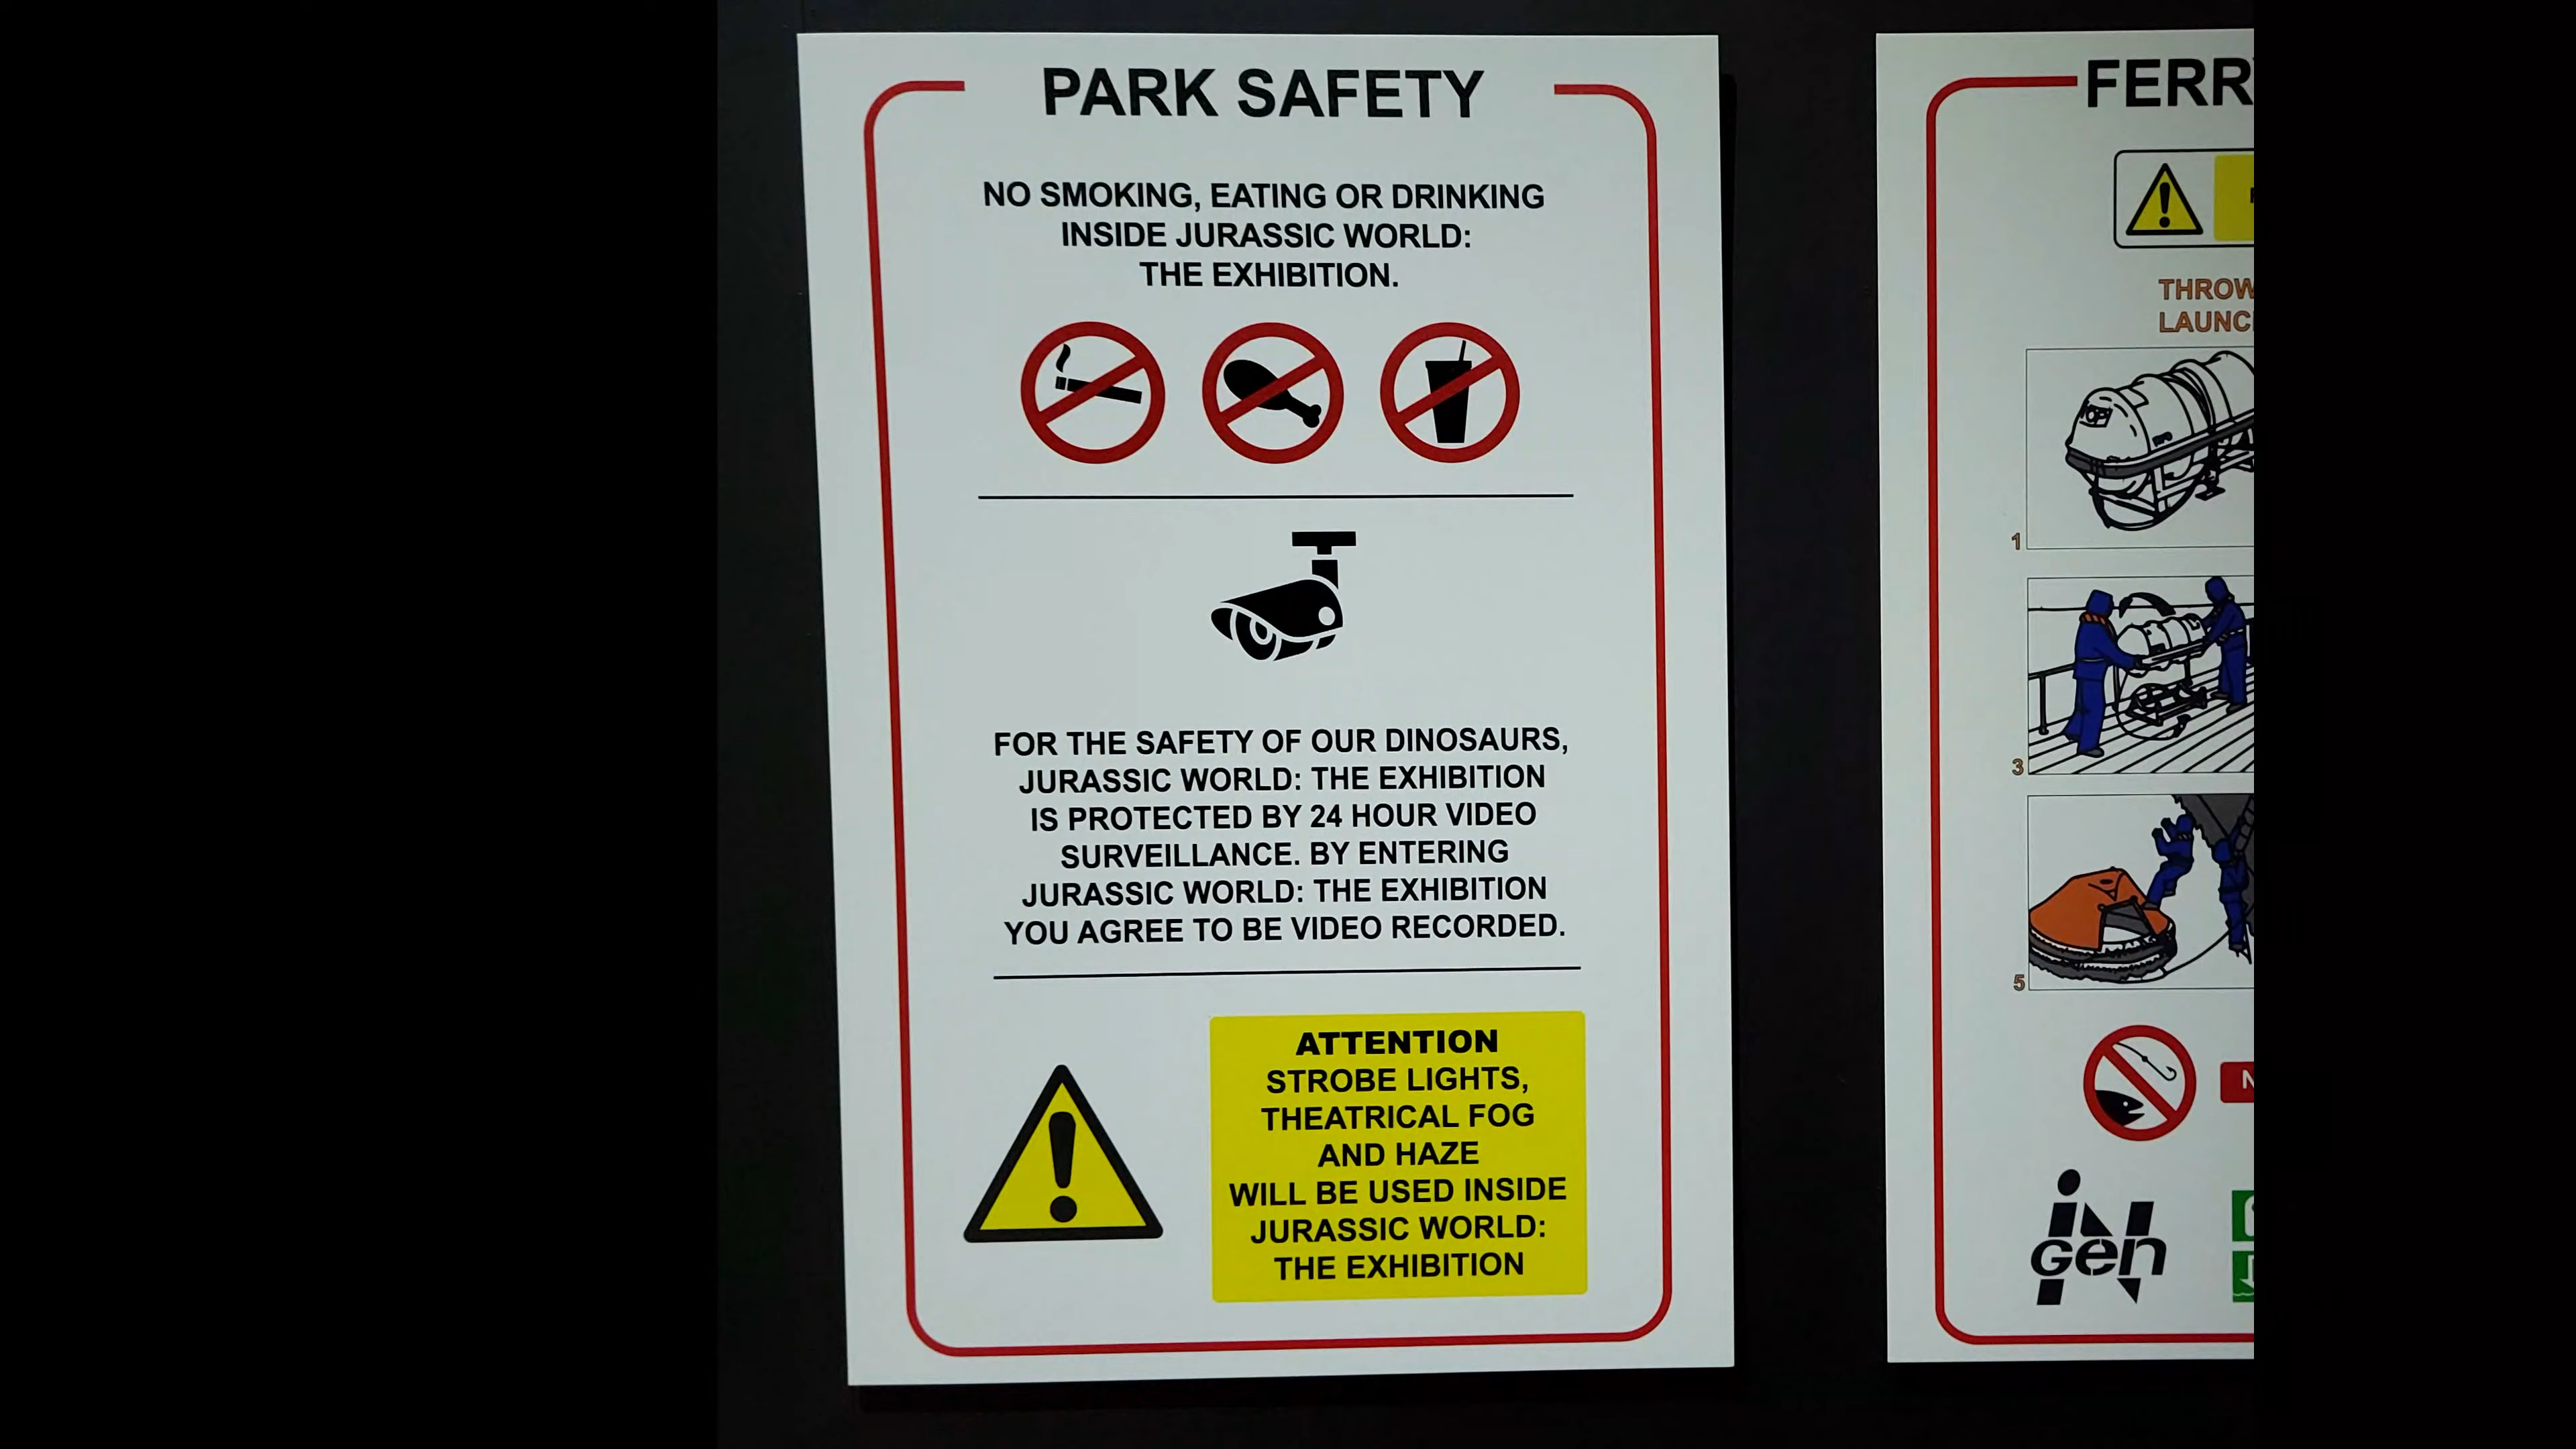 PARK SAFETY
NO SMOKING, EATING OR DRINKING
INSIDE JURASSIC WORLD:
THE EXHIBITION.
FOR THE SAFETY OF OUR DINOSAURS,
JURASSIC WORLD: THE EXHIBITION
IS PROTECTED BY 24 HOUR VIDEO
SURVEILLANCE. BY ENTERING
JURASSIC WORLD: THE EXHIBITION
YOU AGREE TO BE VIDEO RECORDED.
ATTENTION
STROBE LIGHTS,
THEATRICAL FOG
AND HAZE
WILL BE USED INSIDE
JURASSIC WORLD:
THE EXHIBITION
1
3
5
inGen